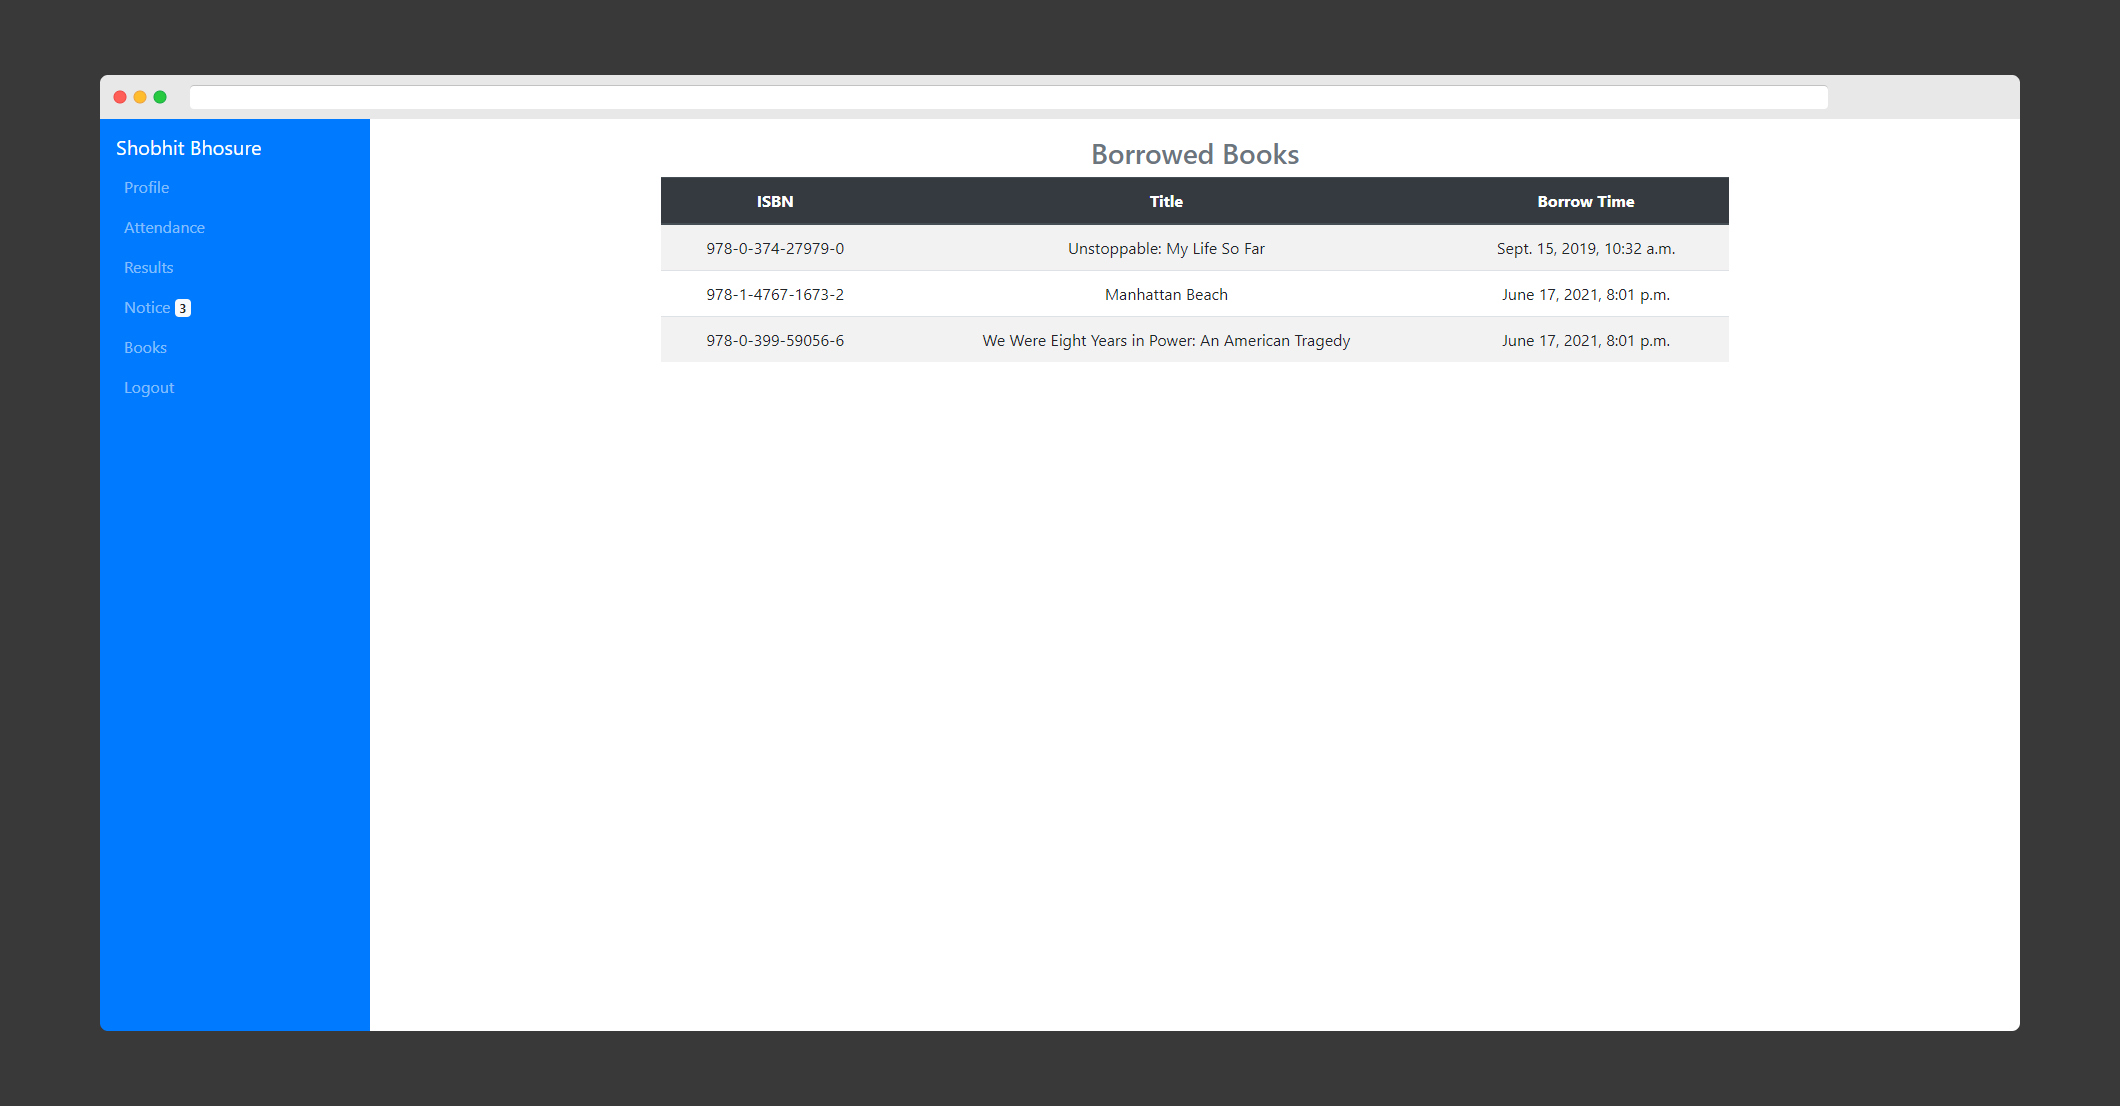 Shobhit Bhosure
Profile
Attendance
Results
Notice 3
Books
Logout
Borrowed Books
ISBN Title Borrow Time
978-0-374-27979-0 Unstoppable: My Life So Far Sept. 15, 2019, 10:32 a.m.
978-1-4767-1673-2 Manhattan Beach June 17, 2021, 8:01 p.m.
978-0-399-59056-6 We Were Eight Years in Power: An American Tragedy June 17, 2021, 8:01 p.m.